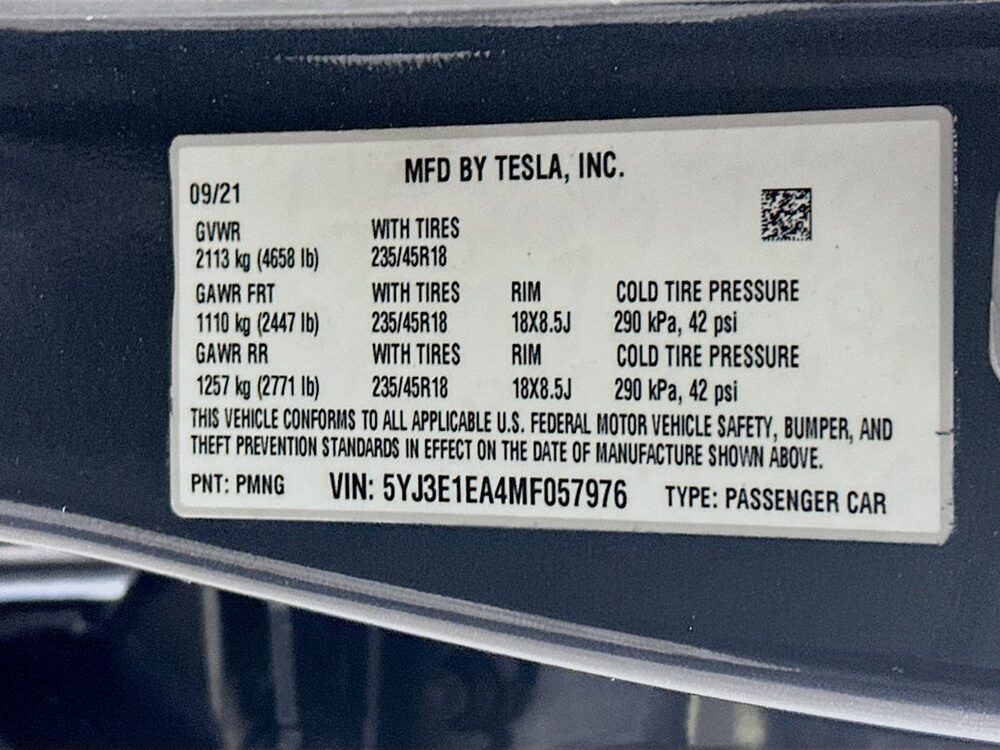 MFD BY TESLA, INC.
09/21
GVWR WITH TIRES
2113 kg (4658 lb) 235/45R18
GAWR FRT WITH TIRES RIM COLD TIRE PRESSURE
1110 kg (2447 lb) 235/45R18 18X8.5J 290 kPa, 42 psi
GAWR RR WITH TIRES RIM COLD TIRE PRESSURE
1257 kg (2771 lb) 235/45R18 18X8.5J 290 kPa, 42 psi
THIS VEHICLE CONFORMS TO ALL APPLICABLE U.S. FEDERAL MOTOR VEHICLE SAFETY, BUMPER, AND
THEFT PREVENTION STANDARDS IN EFFECT ON THE DATE OF MANUFACTURE SHOWN ABOVE.
PNT: PMNG VIN: 5YJ3E1EA4MF057976 TYPE: PASSENGER CAR